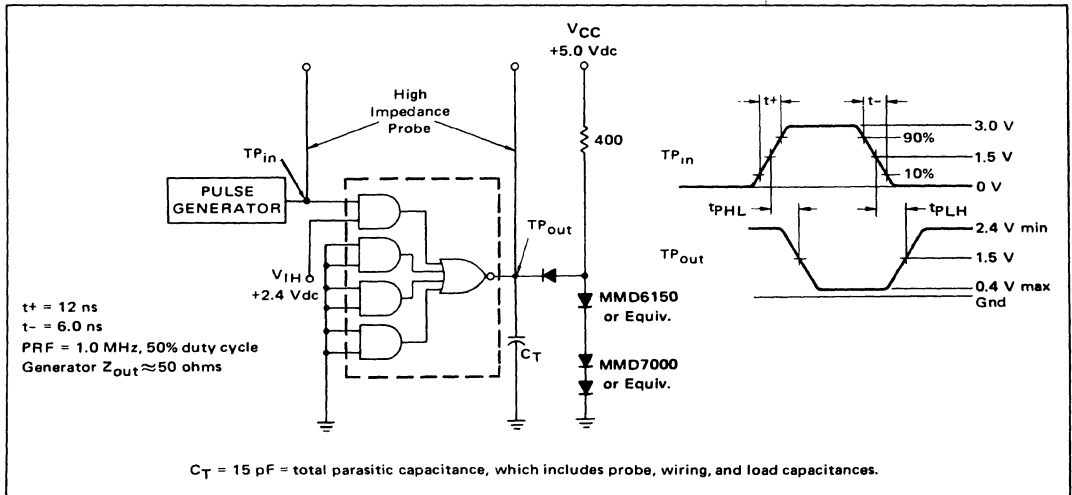 VCC
+5.0 Vdc
High
Impedance
Probe
400
TPin
PULSE
GENERATOR
TPout
VIH
+2.4 Vdc
MMD6150
or Equiv.
MMD7000
or Equiv.
CT
t+ = 12 ns
t− = 6.0 ns
PRF = 1.0 MHz, 50% duty cycle
Generator Zout≈50 ohms
t+
t−
3.0 V
90%
TPin
1.5 V
10%
0 V
tPHL
tPLH
2.4 V min
TPout
1.5 V
0.4 V max
Gnd
CT = 15 pF = total parasitic capacitance, which includes probe, wiring, and load capacitances.